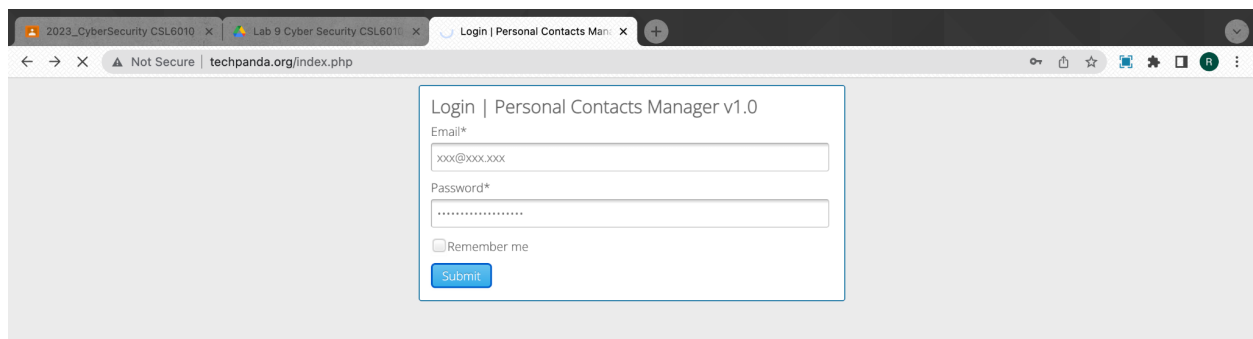 2023_CyberSecurity CSL6010
Lab 9 Cyber Security CSL6010
Login | Personal Contacts Man
Not Secure | techpanda.org/index.php
R
Login | Personal Contacts Manager v1.0
Email*
xxx@xxx.xxx
Password*
••••••••••••••••••
Remember me
Submit